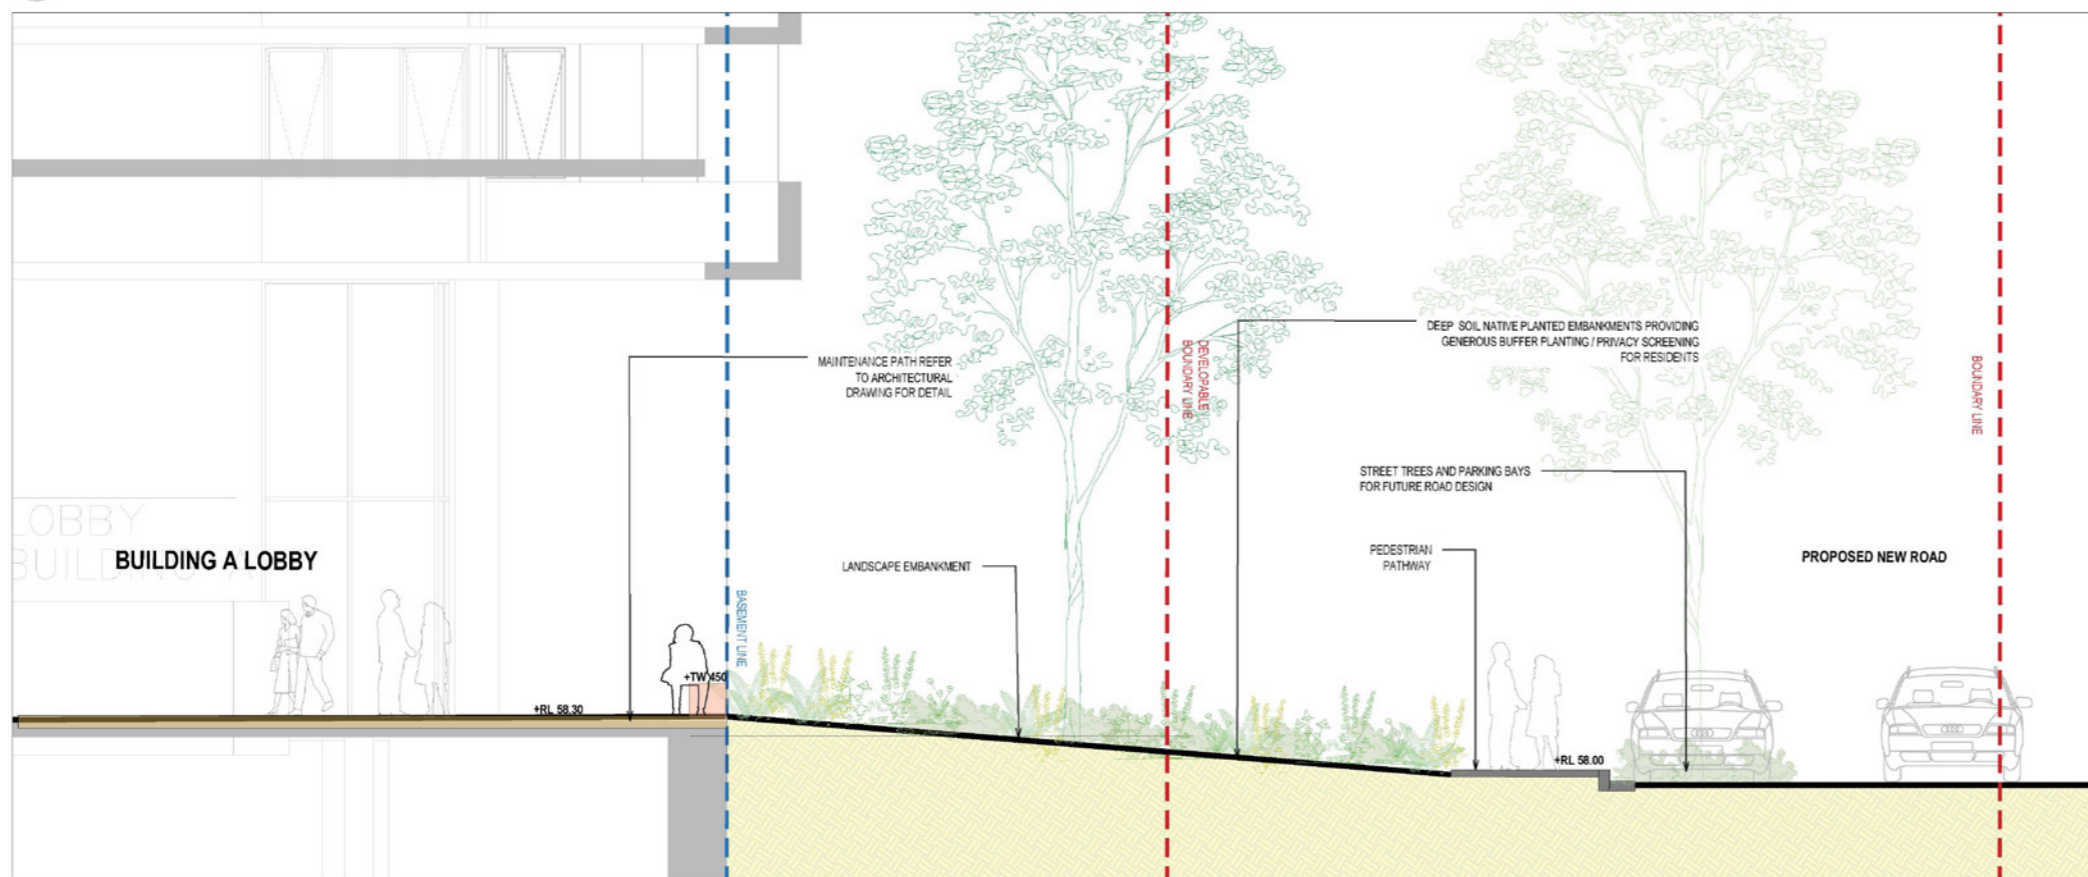 MAINTENANCE PATH REFER
TO ARCHITECTURAL
DRAWING FOR DETAIL
DEVELOPABLE
BOUNDARY LINE
DEEP SOIL NATIVE PLANTED EMBANKMENTS PROVIDING
GENEROUS BUFFER PLANTING / PRIVACY SCREENING
FOR RESIDENTS
BOUNDARY LINE
STREET TREES AND PARKING BAYS
FOR FUTURE ROAD DESIGN
LOBBY
BUILDING A
BUILDING A LOBBY
LANDSCAPE EMBANKMENT
PEDESTRIAN
PATHWAY
PROPOSED NEW ROAD
BASEMENT LINE
+TW 450
+RL 58.30
+RL 58.00